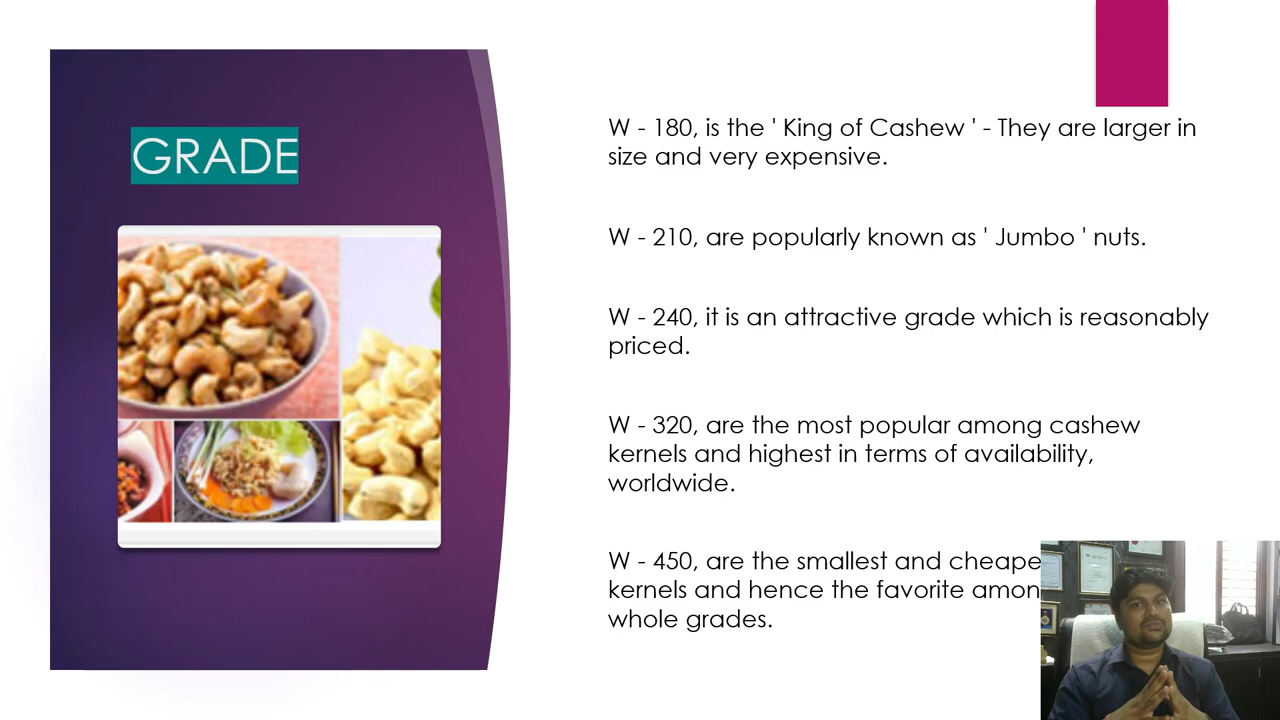 GRADE
W - 180, is the ' King of Cashew ' - They are larger in
size and very expensive.
W - 210, are popularly known as ' Jumbo ' nuts.
W - 240, it is an attractive grade which is reasonably
priced.
W - 320, are the most popular among cashew
kernels and highest in terms of availability,
worldwide.
W - 450, are the smallest and cheape
kernels and hence the favorite amon
whole grades.